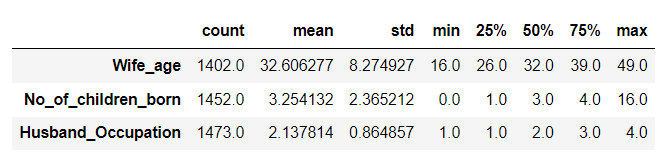 count mean std min 25% 50% 75% max
Wife_age 1402.0 32.606277 8.274927 16.0 26.0 32.0 39.0 49.0
No_of_children_born 1452.0 3.254132 2.365212 0.0 1.0 3.0 4.0 16.0
Husband_Occupation 1473.0 2.137814 0.864857 1.0 1.0 2.0 3.0 4.0